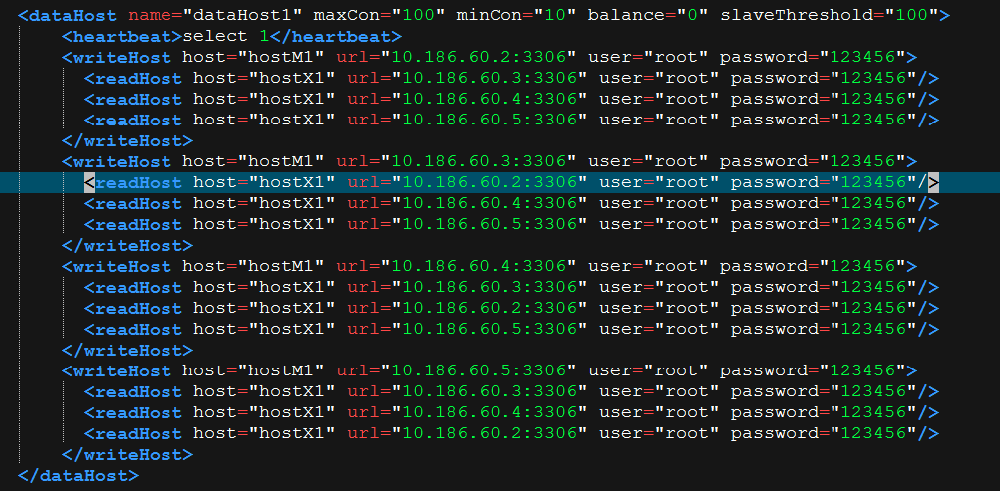 <dataHost name="dataHost1" maxCon="100" minCon="10" balance="0" slaveThreshold="100">
<heartbeat>select 1</heartbeat>
<writeHost host="hostM1" url="10.186.60.2:3306" user="root" password="123456">
<readHost host="hostX1" url="10.186.60.3:3306" user="root" password="123456"/>
<readHost host="hostX1" url="10.186.60.4:3306" user="root" password="123456"/>
<readHost host="hostX1" url="10.186.60.5:3306" user="root" password="123456"/>
</writeHost>
<writeHost host="hostM1" url="10.186.60.3:3306" user="root" password="123456">
<readHost host="hostX1" url="10.186.60.2:3306" user="root" password="123456"/>
<readHost host="hostX1" url="10.186.60.4:3306" user="root" password="123456"/>
<readHost host="hostX1" url="10.186.60.5:3306" user="root" password="123456"/>
</writeHost>
<writeHost host="hostM1" url="10.186.60.4:3306" user="root" password="123456">
<readHost host="hostX1" url="10.186.60.3:3306" user="root" password="123456"/>
<readHost host="hostX1" url="10.186.60.2:3306" user="root" password="123456"/>
<readHost host="hostX1" url="10.186.60.5:3306" user="root" password="123456"/>
</writeHost>
<writeHost host="hostM1" url="10.186.60.5:3306" user="root" password="123456">
<readHost host="hostX1" url="10.186.60.3:3306" user="root" password="123456"/>
<readHost host="hostX1" url="10.186.60.4:3306" user="root" password="123456"/>
<readHost host="hostX1" url="10.186.60.2:3306" user="root" password="123456"/>
</writeHost>
</dataHost>